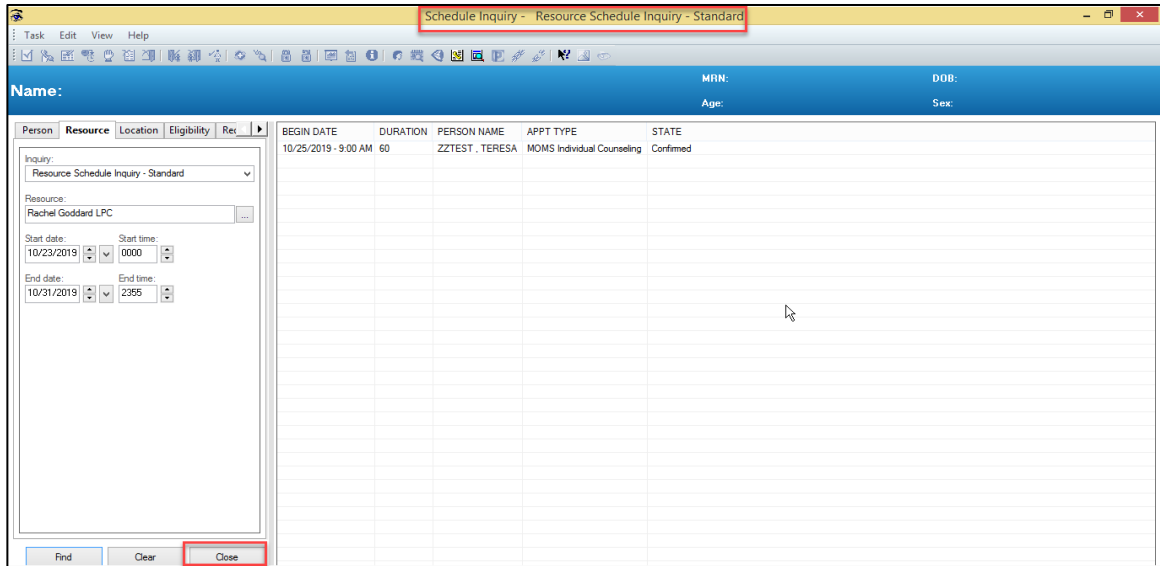 Schedule Inquiry - Resource Schedule Inquiry - Standard
Task Edit View Help
MRN: DOB:
Name:
Age: Sex:
Person Resource Location Eligibility
BEGIN DATE DURATION PERSON NAME APPT TYPE STATE
10/25/2019 - 9:00 AM 60 ZZTEST , TERESA MOMS Individual Counseling Confirmed
Inquiry:
Resource Schedule Inquiry - Standard
Resource:
Rachel Goddard LPC ...
Start date: Start time:
10/23/2019 0000
End date: End time:
10/31/2019 2355
Find Clear Close